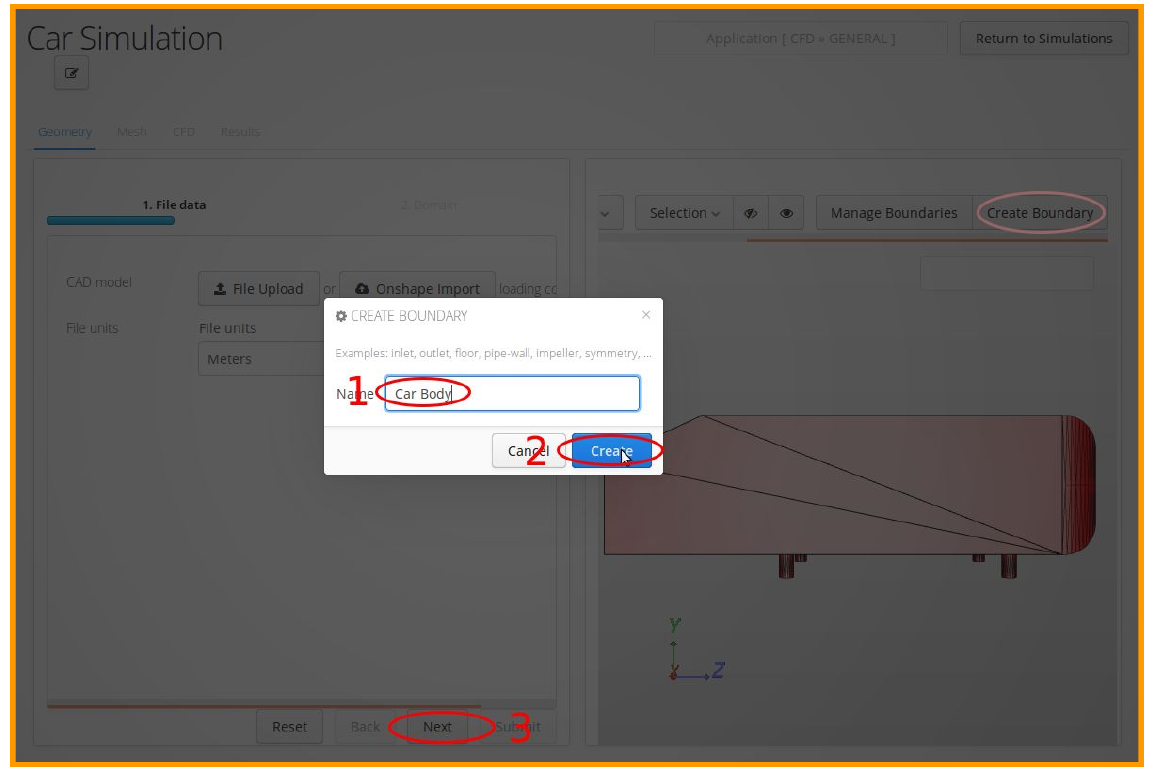 Car Simulation
Application [ CFD » GENERAL ]
Return to Simulations
Geometry Mesh CFD Results
1. File data
2. Domain
Selection
Manage Boundaries
Create Boundary
CAD model
File Upload or Onshape Import loading
File units
File units
Meters
CREATE BOUNDARY
×
Examples: inlet, outlet, floor, pipe-wall, impeller, symmetry, ...
Name
1
Car Body
Cancel
2
Create
Y
X
Z
Reset
Back
Next
Submit
3